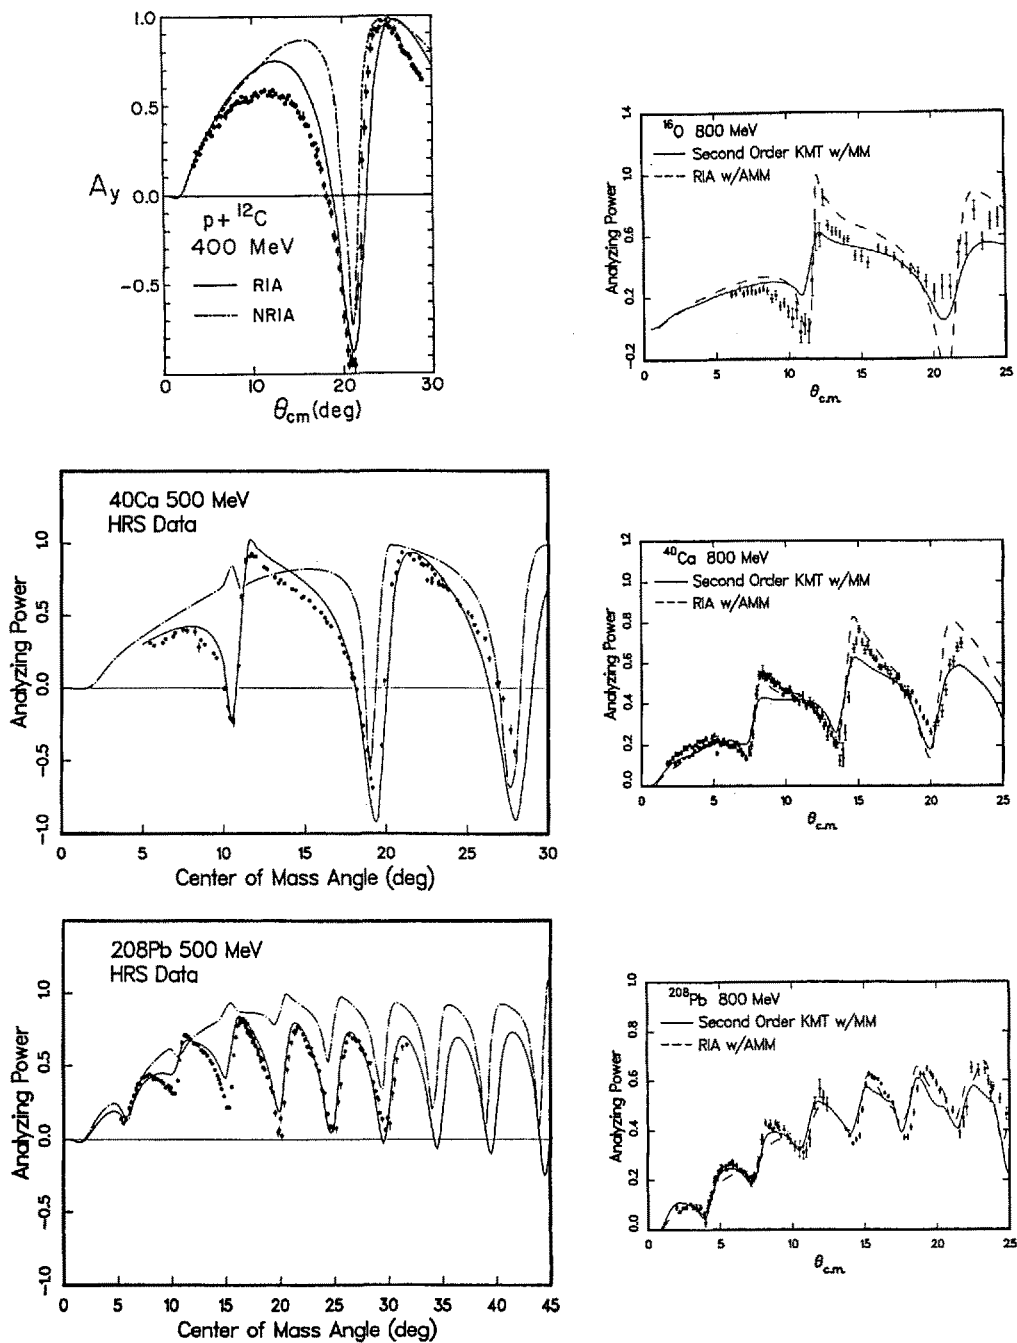 1.0
0.5
Ay
0.0
p + ¹²C
400 MeV
RIA
NRIA
-0.5
0 10 20 30
θcm (deg)
1.4
¹⁶O 800 MeV
Second Order KMT w/MM
RIA w/AMM
1.0
Analyzing Power
0.6
0.2
-0.2
0 5 10 15 20 25
θc.m.
40Ca 500 MeV
HRS Data
1.0
Analyzing Power
0.5
0.0
-0.5
-1.0
0 5 10 15 20 25 30
Center of Mass Angle (deg)
1.2
⁴⁰Ca 800 MeV
Second Order KMT w/MM
RIA w/AMM
1.0
0.8
Analyzing Power
0.6
0.4
0.2
0.0
0 5 10 15 20 25
θc.m.
208Pb 500 MeV
HRS Data
1.0
Analyzing Power
0.5
0.0
-0.5
-1.0
0 5 10 15 20 25 30 35 40 45
Center of Mass Angle (deg)
1.0
²⁰⁸Pb 800 MeV
Second Order KMT w/MM
RIA w/AMM
0.8
Analyzing Power
0.6
0.4
0.2
0.0
0 5 10 15 20 25
θc.m.